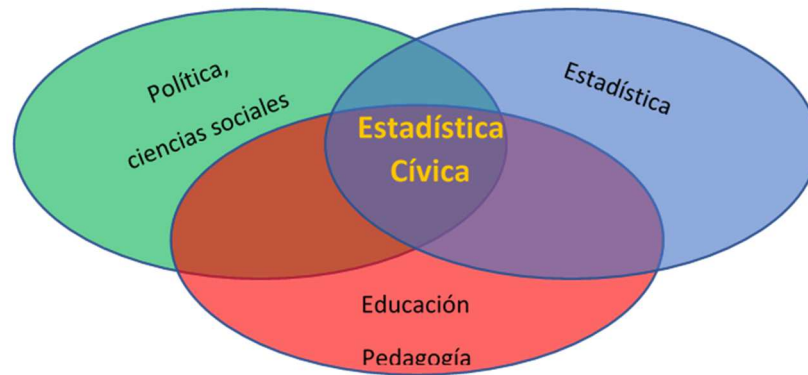 Política,
ciencias sociales
Estadística
Estadística
Cívica
Educación
Pedagogía